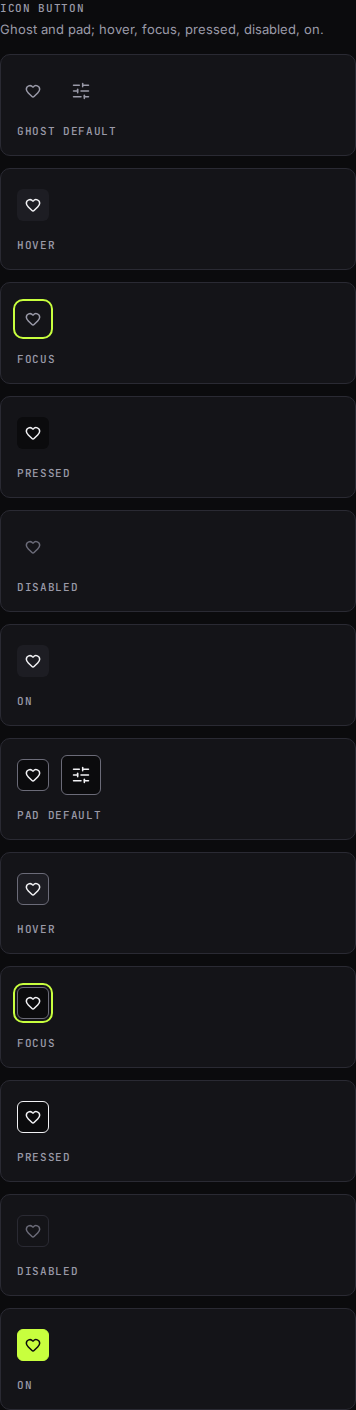 ICON BUTTON
Ghost and pad; hover, focus, pressed, disabled, on.
GHOST DEFAULT
HOVER
FOCUS
PRESSED
DISABLED
ON
PAD DEFAULT
HOVER
FOCUS
PRESSED
DISABLED
ON